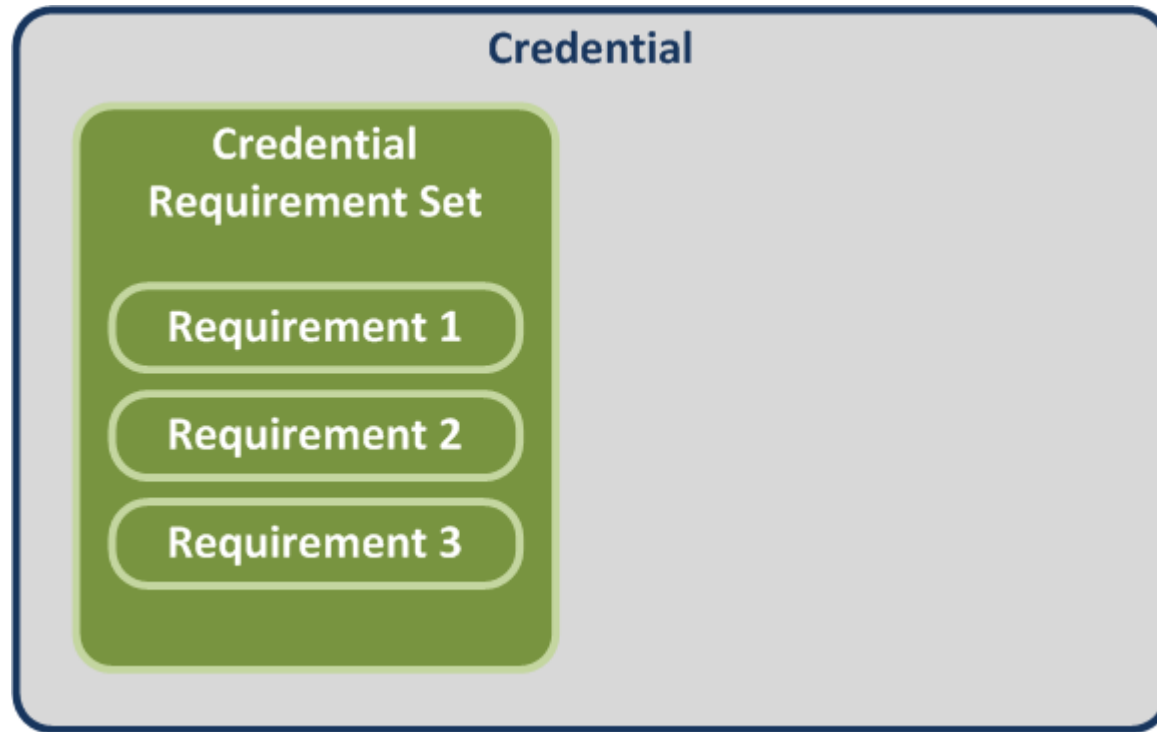 Credential
Credential
Requirement Set
Requirement 1
Requirement 2
Requirement 3